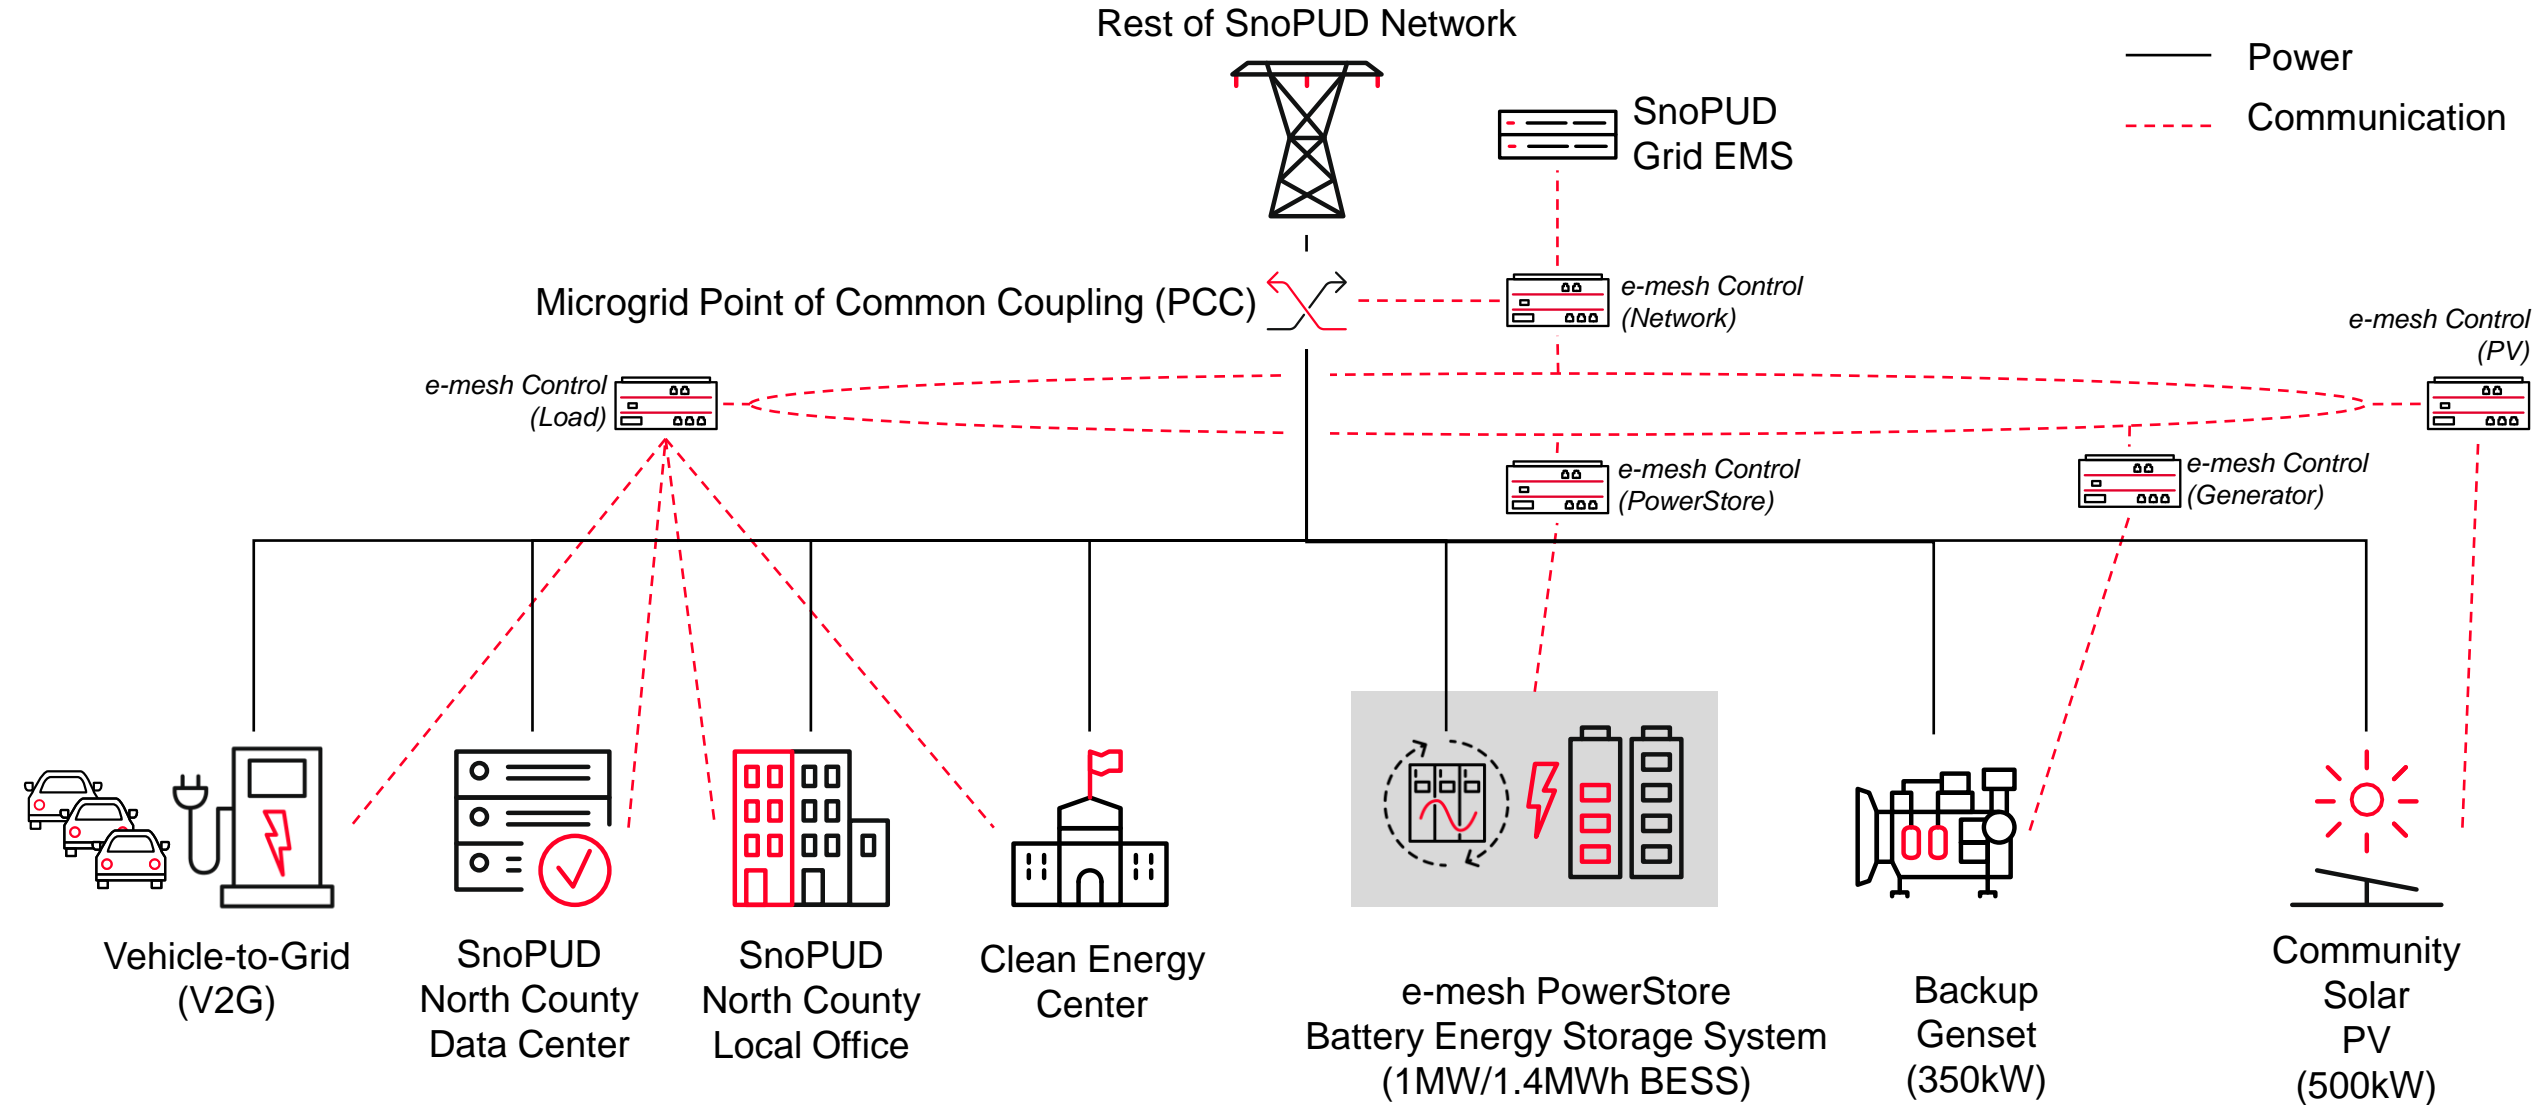 Rest of SnoPUD Network
Power
Communication
SnoPUD
Grid EMS
Microgrid Point of Common Coupling (PCC)
e-mesh Control
(Network)
e-mesh Control
(PV)
e-mesh Control
(Load)
e-mesh Control
(PowerStore)
e-mesh Control
(Generator)
Vehicle-to-Grid
(V2G)
SnoPUD
North County
Data Center
SnoPUD
North County
Local Office
Clean Energy
Center
e-mesh PowerStore
Battery Energy Storage System
(1MW/1.4MWh BESS)
Backup
Genset
(350kW)
Community
Solar
PV
(500kW)